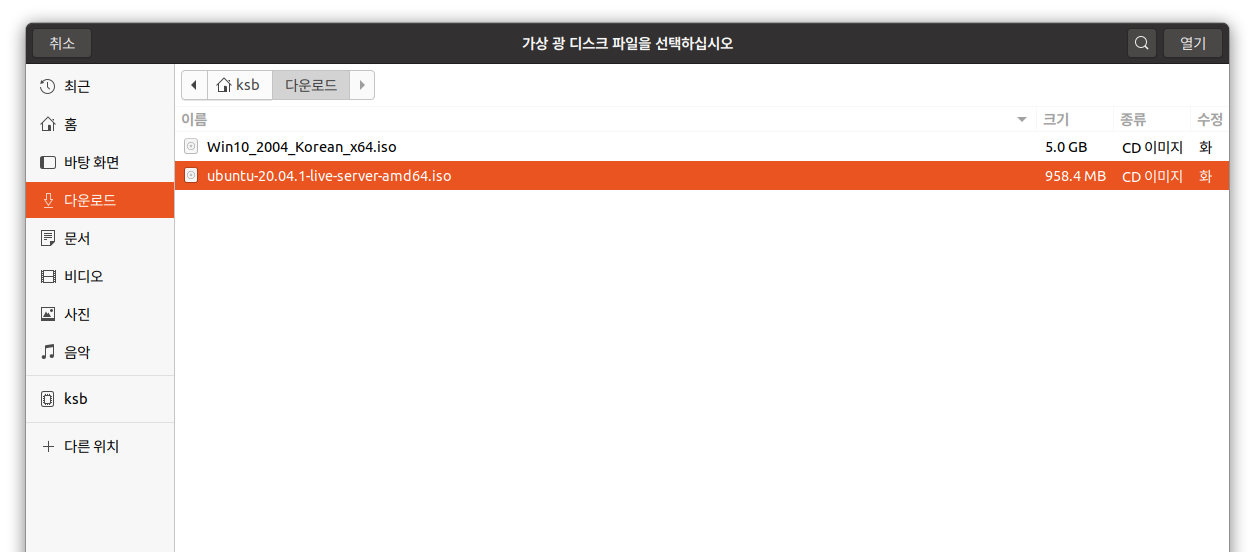 취소 가상 광 디스크 파일을 선택하십시오 열기
최근
홈
바탕 화면
다운로드
문서
비디오
사진
음악
ksb
다른 위치
ksb 다운로드
이름 크기 종류 수정
Win10_2004_Korean_x64.iso 5.0 GB CD 이미지 화
ubuntu-20.04.1-live-server-amd64.iso 958.4 MB CD 이미지 화